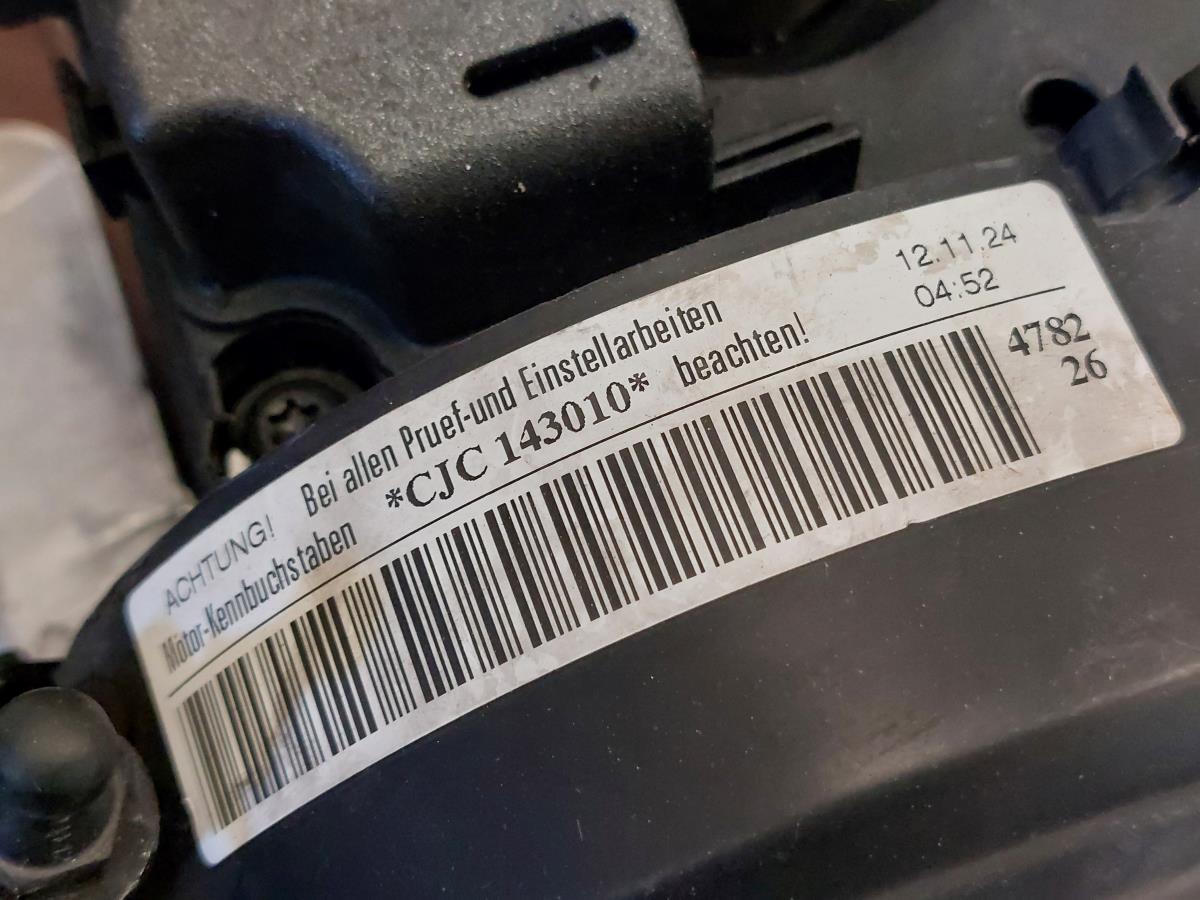 ACHTUNG! Bei allen Pruef-und Einstellarbeiten
Motor-Kennbuchstaben *CJC 143010* beachten!
12.11.24
04:52
4782
26